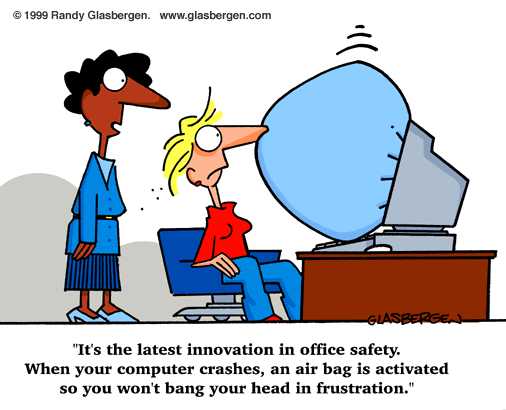 © 1999 Randy Glasbergen. www.glasbergen.com
GLASBERGEN
"It's the latest innovation in office safety.
When your computer crashes, an air bag is activated
so you won't bang your head in frustration."